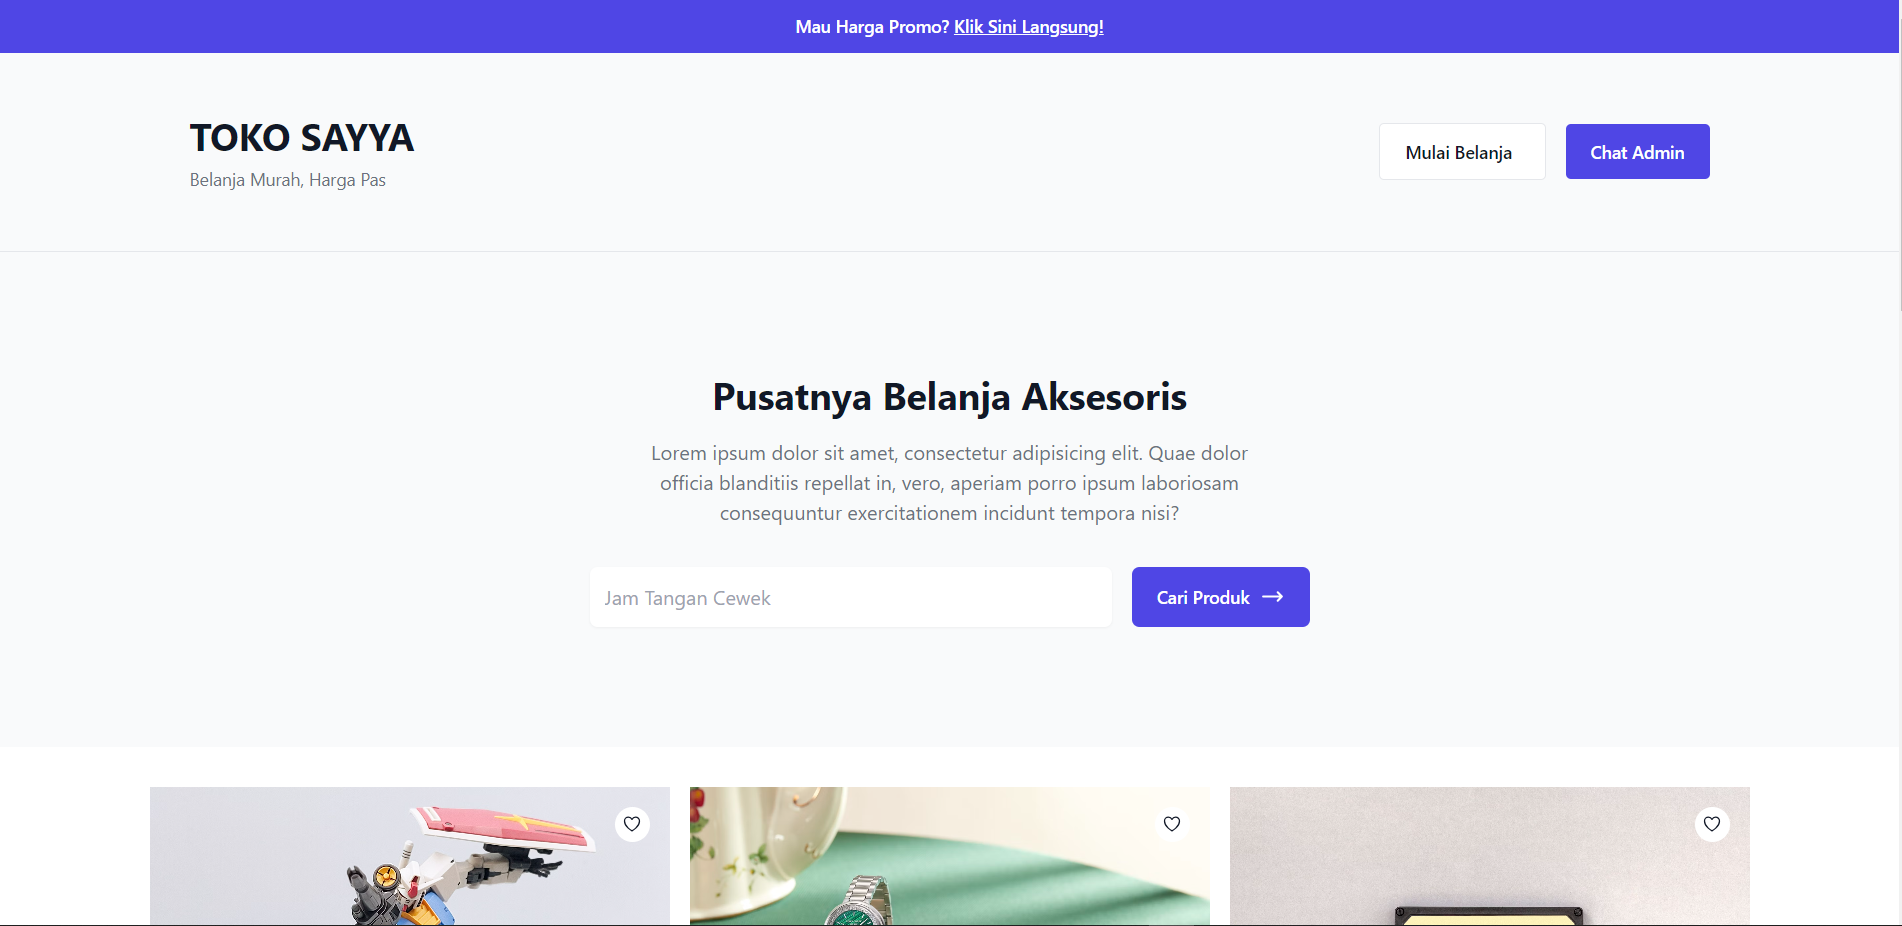 Mau Harga Promo? Klik Sini Langsung!
TOKO SAYYA
Belanja Murah, Harga Pas
Mulai Belanja
Chat Admin
Pusatnya Belanja Aksesoris
Lorem ipsum dolor sit amet, consectetur adipisicing elit. Quae dolor
officia blanditiis repellat in, vero, aperiam porro ipsum laboriosam
consequuntur exercitationem incidunt tempora nisi?
Jam Tangan Cewek
Cari Produk